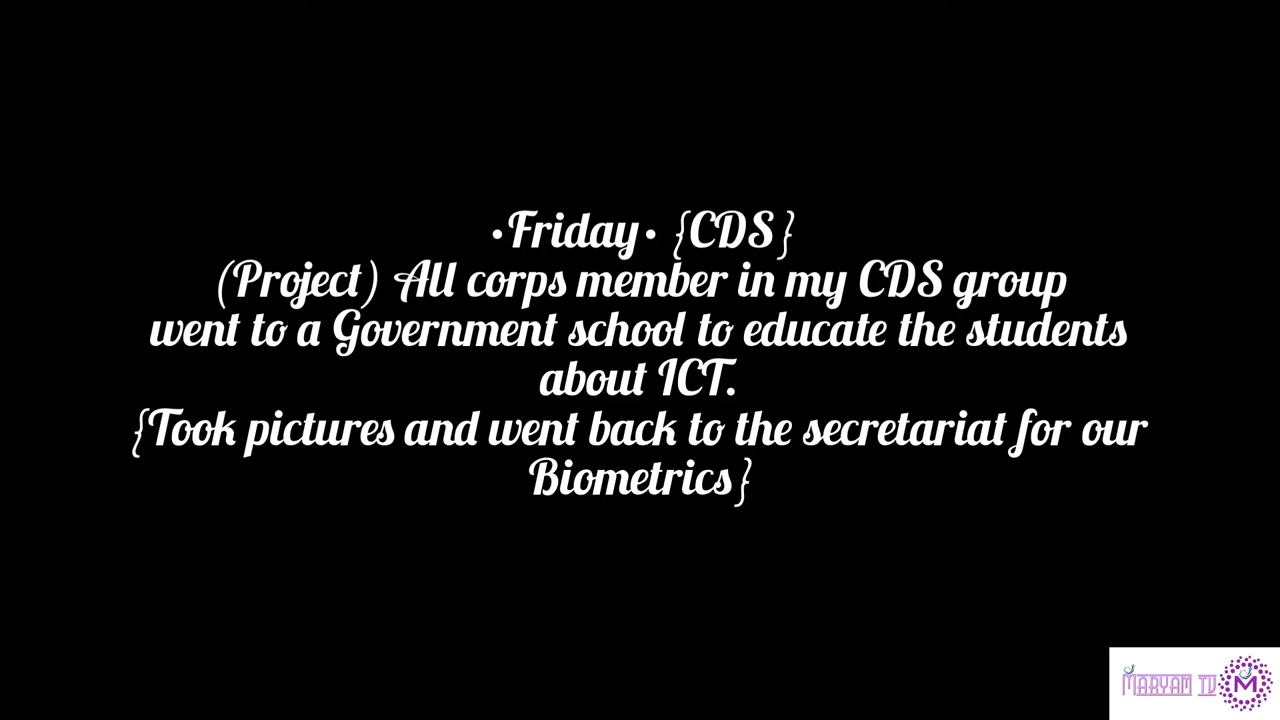 •Friday• {CDS}
(Project) All corps member in my CDS group
went to a Government school to educate the students
about ICT.
{Took pictures and went back to the secretariat for our
Biometrics}
MARYAM TV M